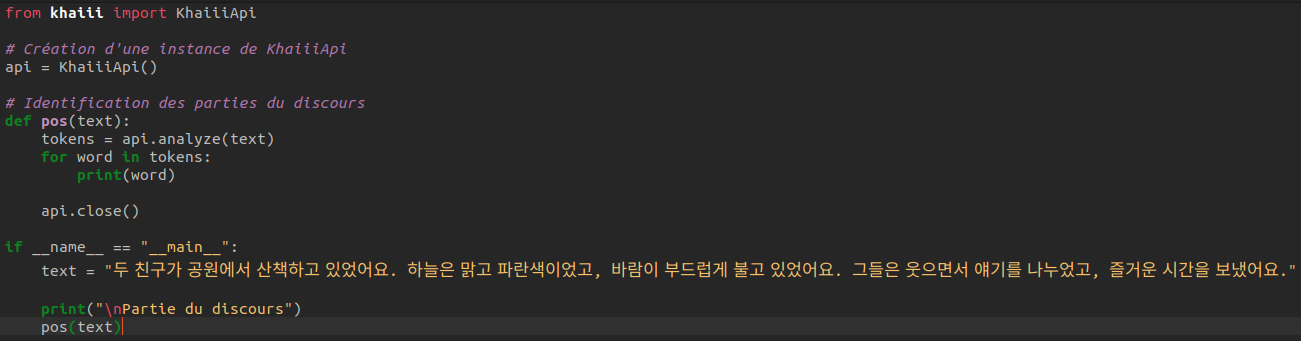 from khaiii import KhaiiiApi
# Création d'une instance de KhaiiiApi
api = KhaiiiApi()
# Identification des parties du discours
def pos(text):
    tokens = api.analyze(text)
    for word in tokens:
        print(word)
    api.close()
if __name__ == "__main__":
    text = "두 친구가 공원에서 산책하고 있었어요. 하늘은 맑고 파란색이었고, 바람이 부드럽게 불고 있었어요. 그들은 웃으면서 얘기를 나누었고, 즐거운 시간을 보냈어요."
    print("\nPartie du discours")
    pos(text)